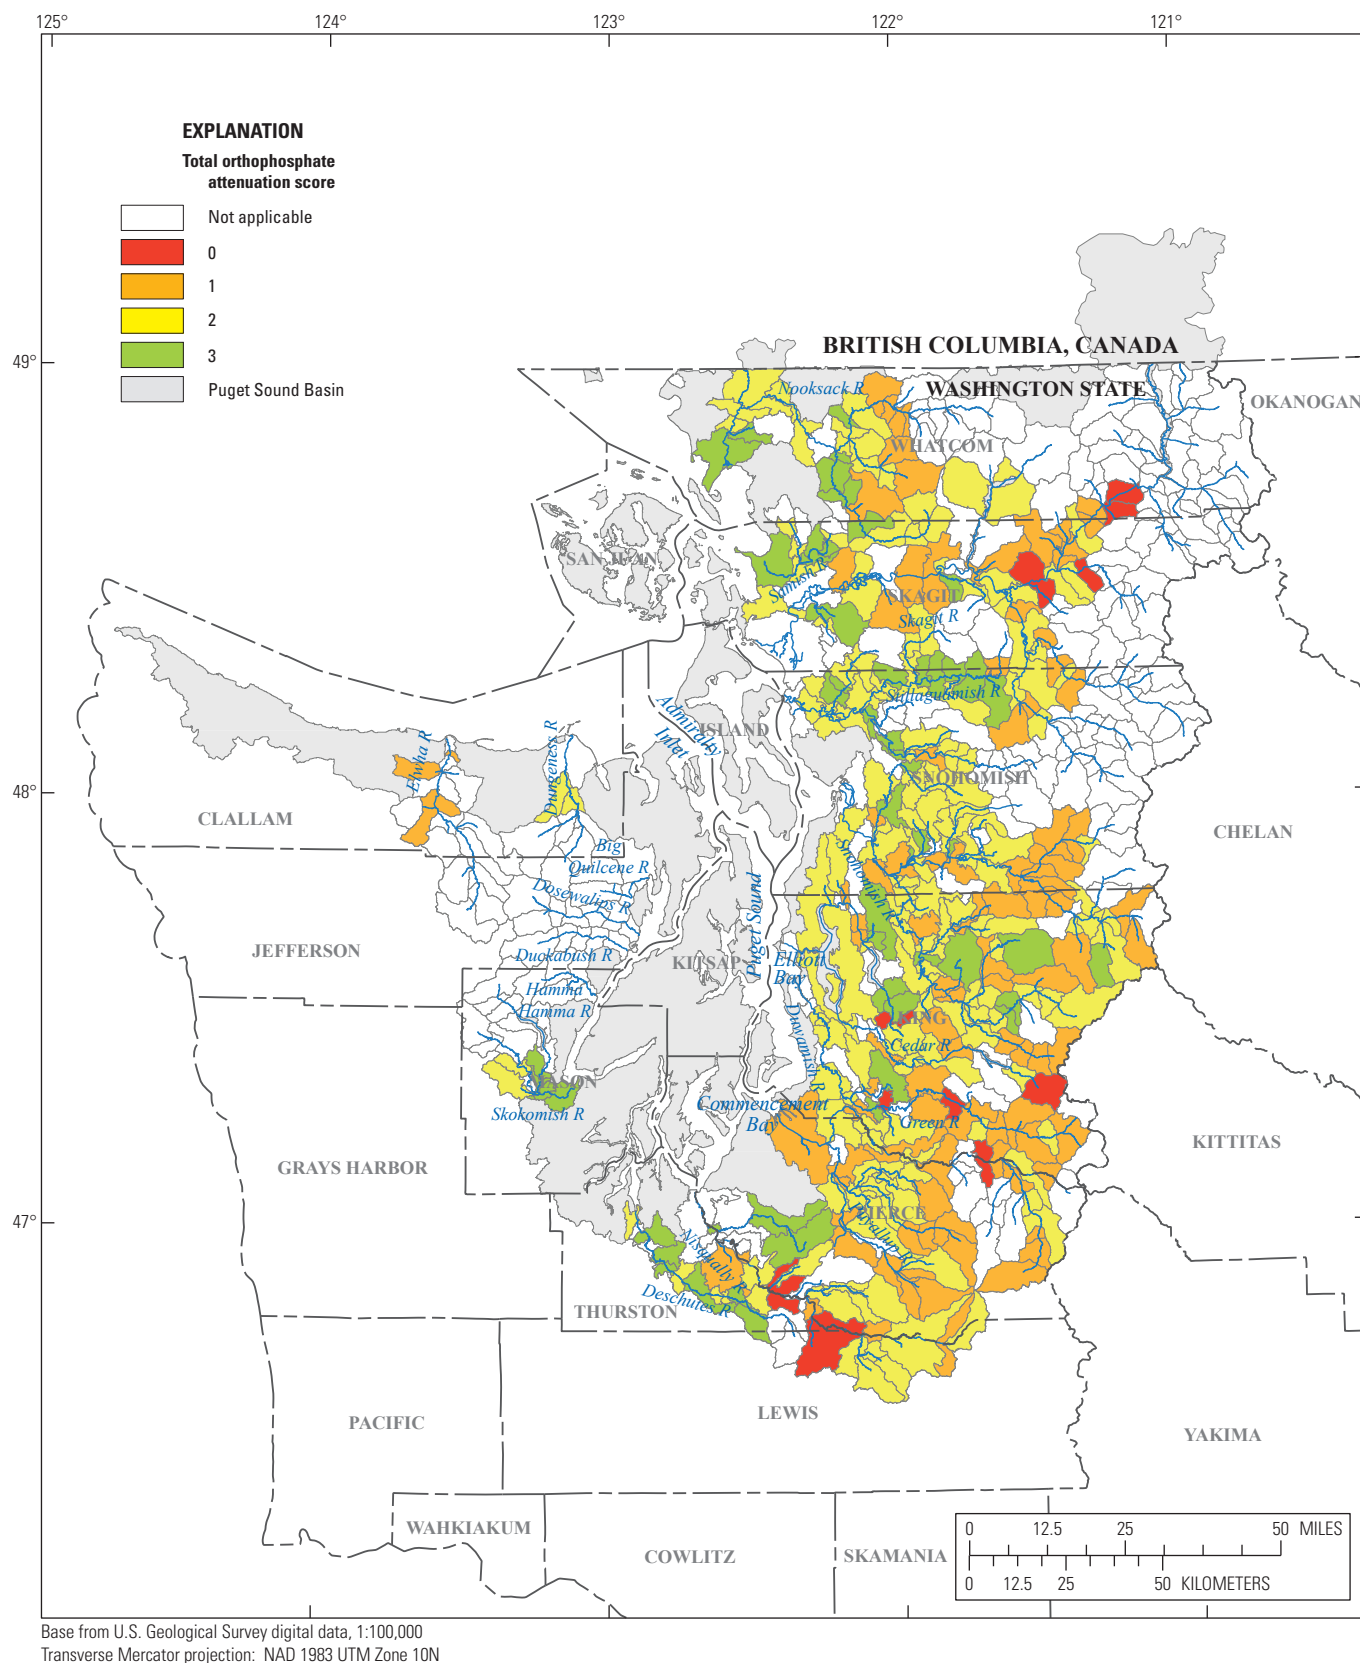 125°
124°
123°
122°
121°
EXPLANATION
Total orthophosphate
attenuation score
Not applicable
0
1
2
3
Puget Sound Basin
49°
BRITISH COLUMBIA, CANADA
WASHINGTON STATE
Nooksack R
OKANOGAN
WHATCOM
SAN JUAN
Samish R
SKAGIT
Skagit R
Stillaguamish R
Admiralty
Inlet
ISLAND
Elwha R
Dungeness R
SNOHOMISH
48°
CLALLAM
CHELAN
Big
Quilcene R
Dosewalips R
Snohomish R
Puget Sound
JEFFERSON
Duckabush R
KITSAP
Elliott
Bay
Hamma
Hamma R
Duwamish R
KING
Cedar R
MASON
Skokomish R
Commencement
Bay
Green R
GRAYS HARBOR
KITTITAS
47°
PIERCE
Puyallup R
Nisqually R
Deschutes R
THURSTON
LEWIS
PACIFIC
YAKIMA
WAHKIAKUM
COWLITZ
SKAMANIA
0 12.5 25 50 MILES
0 12.5 25 50 KILOMETERS
Base from U.S. Geological Survey digital data, 1:100,000
Transverse Mercator projection: NAD 1983 UTM Zone 10N